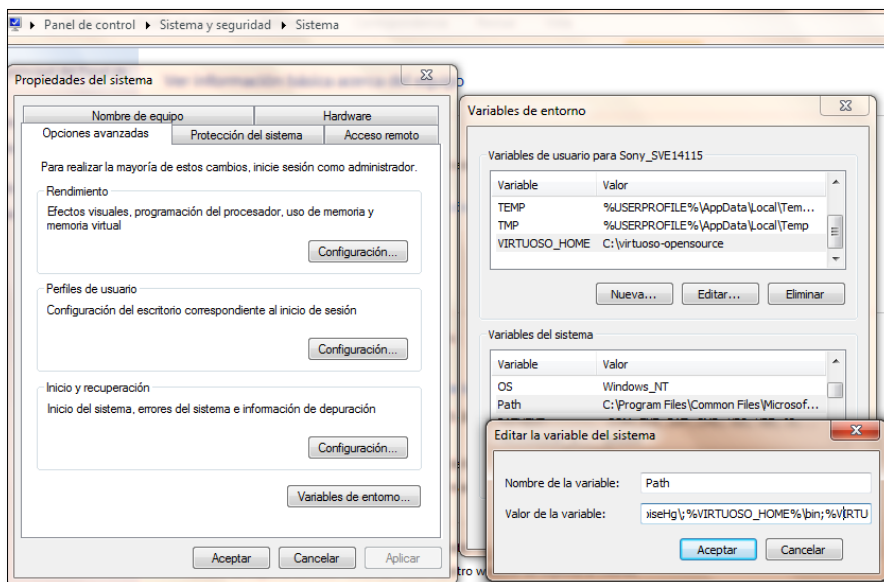 Panel de control ▸ Sistema y seguridad ▸ Sistema
Propiedades del sistema
Nombre de equipo
Hardware
Opciones avanzadas
Protección del sistema
Acceso remoto
Para realizar la mayoría de estos cambios, inicie sesión como administrador.
Rendimiento
Efectos visuales, programación del procesador, uso de memoria y
memoria virtual
Configuración...
Perfiles de usuario
Configuración del escritorio correspondiente al inicio de sesión
Configuración...
Inicio y recuperación
Inicio del sistema, errores del sistema e información de depuración
Configuración...
Variables de entorno...
Aceptar
Cancelar
Aplicar
Variables de entorno
Variables de usuario para Sony_SVE14115
Variable Valor
TEMP %USERPROFILE%\AppData\Local\Tem...
TMP %USERPROFILE%\AppData\Local\Temp
VIRTUOSO_HOME C:\virtuoso-opensource
Nueva...
Editar...
Eliminar
Variables del sistema
Variable Valor
OS Windows_NT
Path C:\Program Files\Common Files\Microsof...
Editar la variable del sistema
Nombre de la variable: Path
Valor de la variable: oiseHg\;%VIRTUOSO_HOME%\bin;%VIRTU
Aceptar
Cancelar